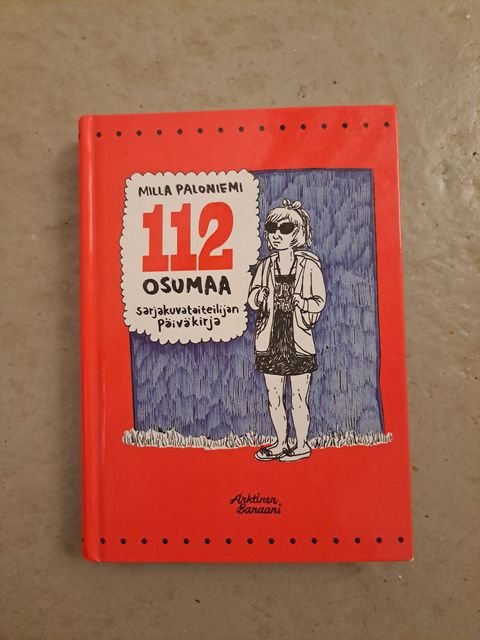 MILLA PALONIEMI
112
OSUMAA
sarjakuvataiteilijan
päiväkirja
Arktinen
Banaani